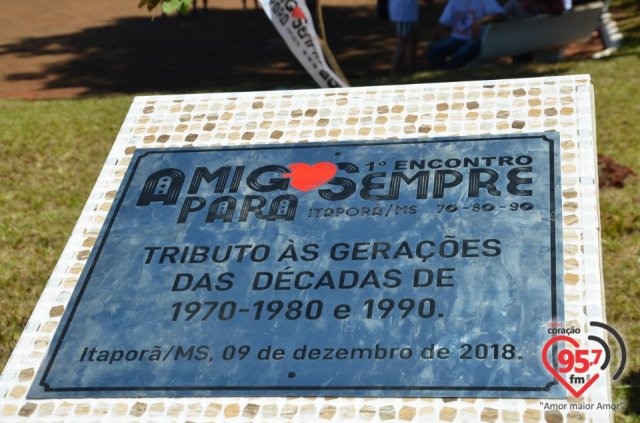 1º ENCONTRO
AMIGOS PARA SEMPRE
ITAPORÃ/MS 70-80-90
TRIBUTO ÀS GERAÇÕES
DAS DÉCADAS DE
1970-1980 e 1990.
Itaporã/MS, 09 de dezembro de 2018.
coração
95.7
fm
"Amor maior Amor"